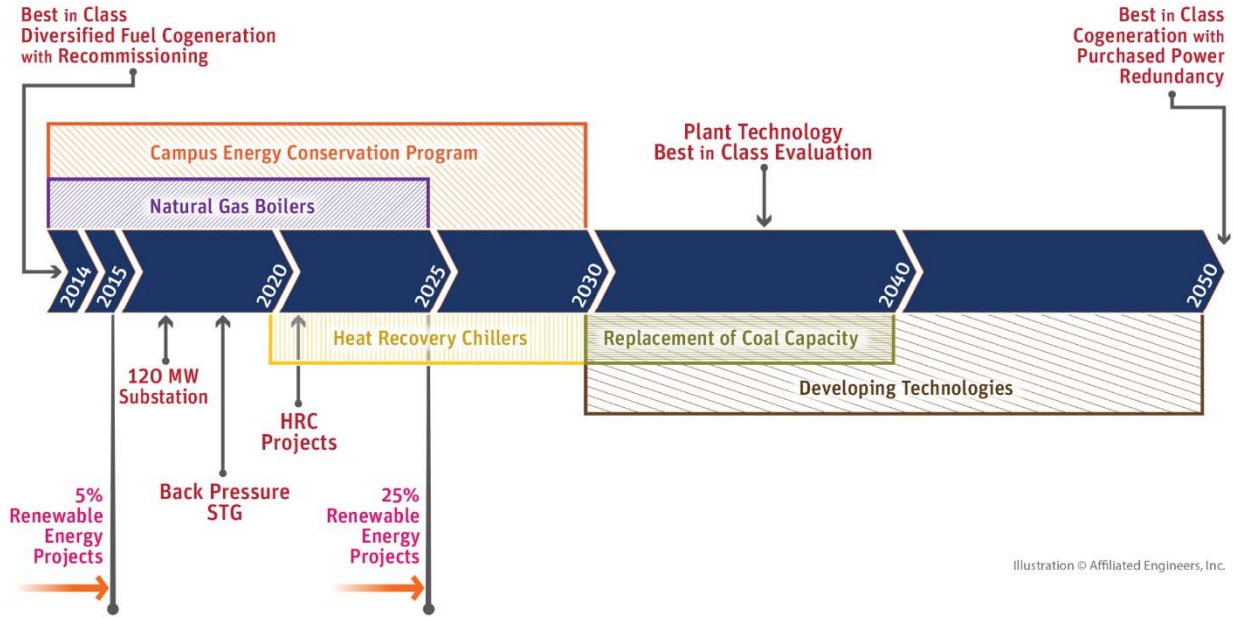 Best in Class
Diversified Fuel Cogeneration
with Recommissioning
Best in Class
Cogeneration with
Purchased Power
Redundancy
Campus Energy Conservation Program
Plant Technology
Best in Class Evaluation
Natural Gas Boilers
2014
2015
2020
2025
2030
2040
2050
Heat Recovery Chillers
Replacement of Coal Capacity
120 MW
Substation
Developing Technologies
HRC
Projects
Back Pressure
STG
5%
Renewable
Energy
Projects
25%
Renewable
Energy
Projects
Illustration © Affiliated Engineers, Inc.